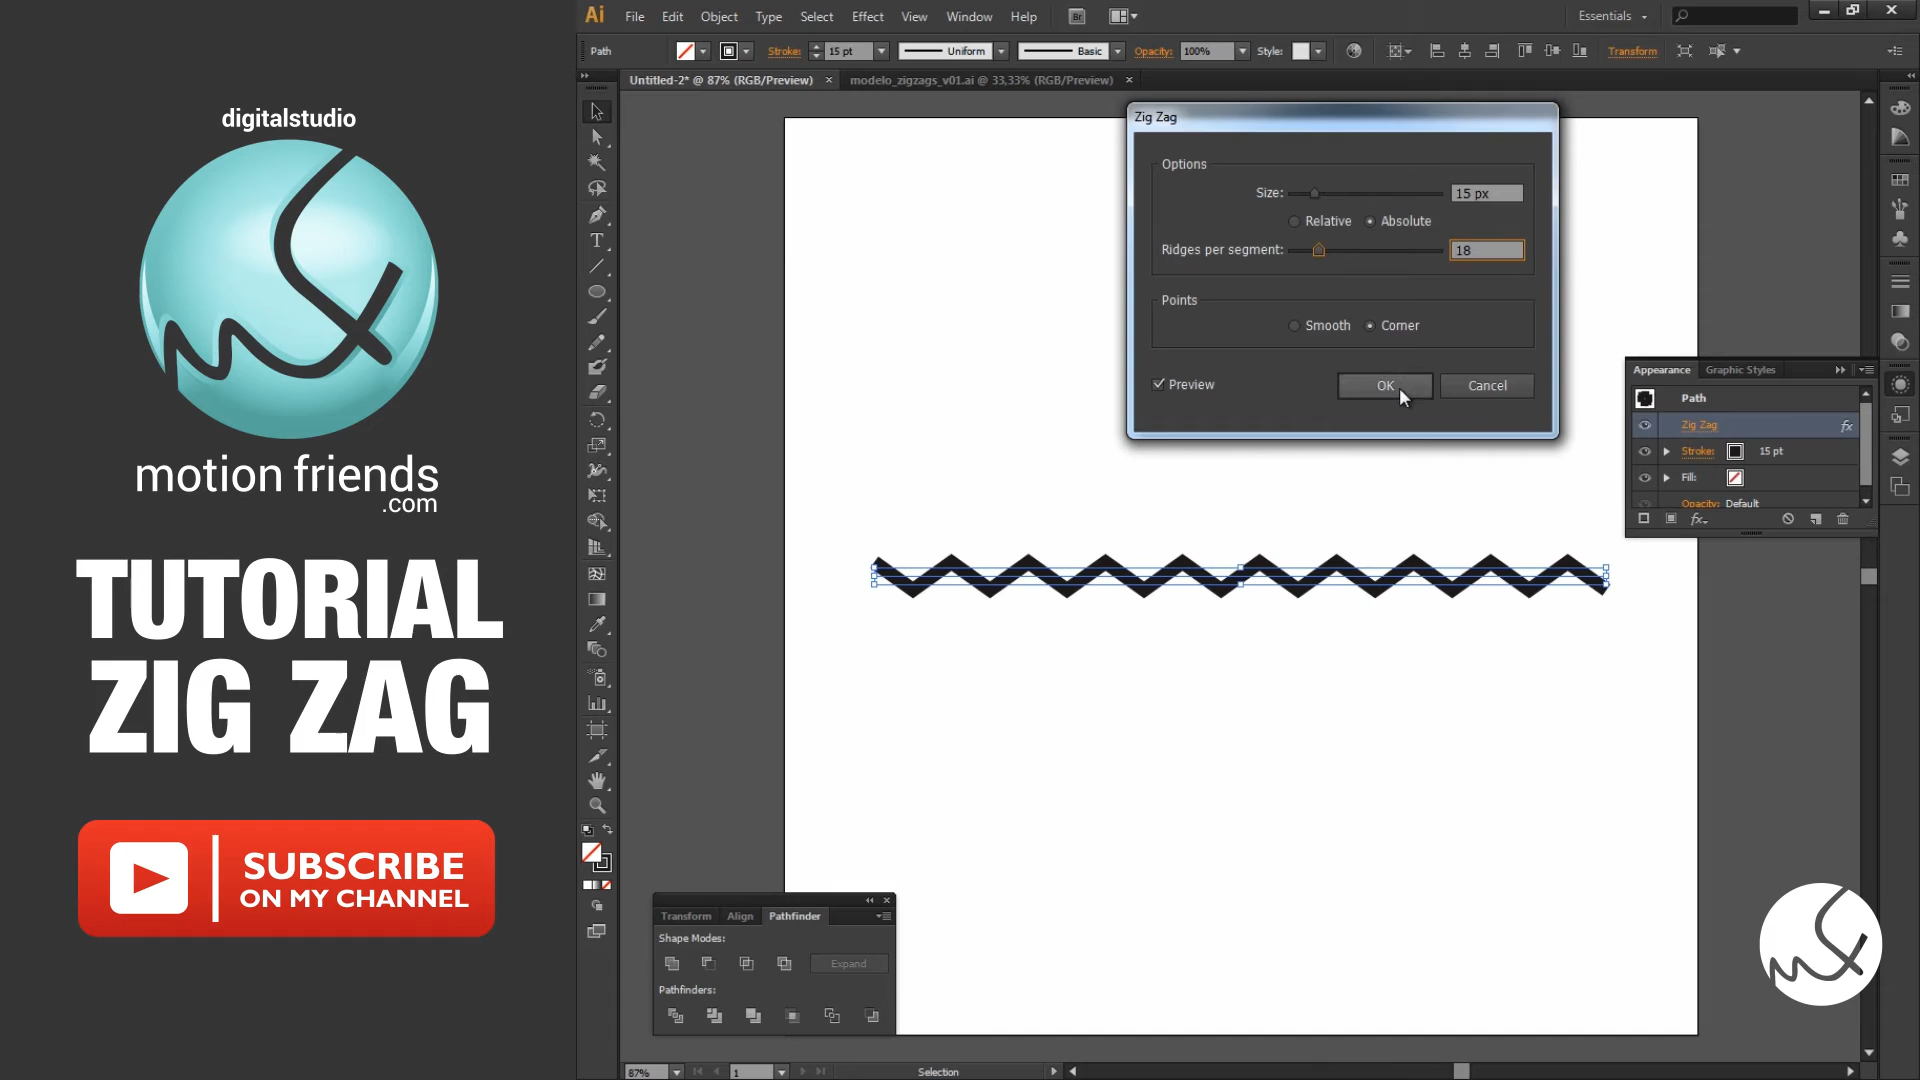 digitalstudio
motion friends
.com
TUTORIAL
ZIG ZAG
SUBSCRIBE
ON MY CHANNEL
Ai File Edit Object Type Select Effect View Window Help Br Essentials
Path Stroke: 15 pt Uniform Basic Opacity: 100% Style: Transform
Untitled-2* @ 87% (RGB/Preview) × modelo_zigzags_v01.ai @ 33,33% (RGB/Preview) ×
Zig Zag
Options
Size: 15 px
Relative Absolute
Ridges per segment: 18
Points
Smooth Corner
Preview OK Cancel
Appearance Graphic Styles
Path
Zig Zag fx
Stroke: 15 pt
Fill:
Opacity: Default
fx
Transform Align Pathfinder
Shape Modes:
Expand
Pathfinders:
87% 1 Selection